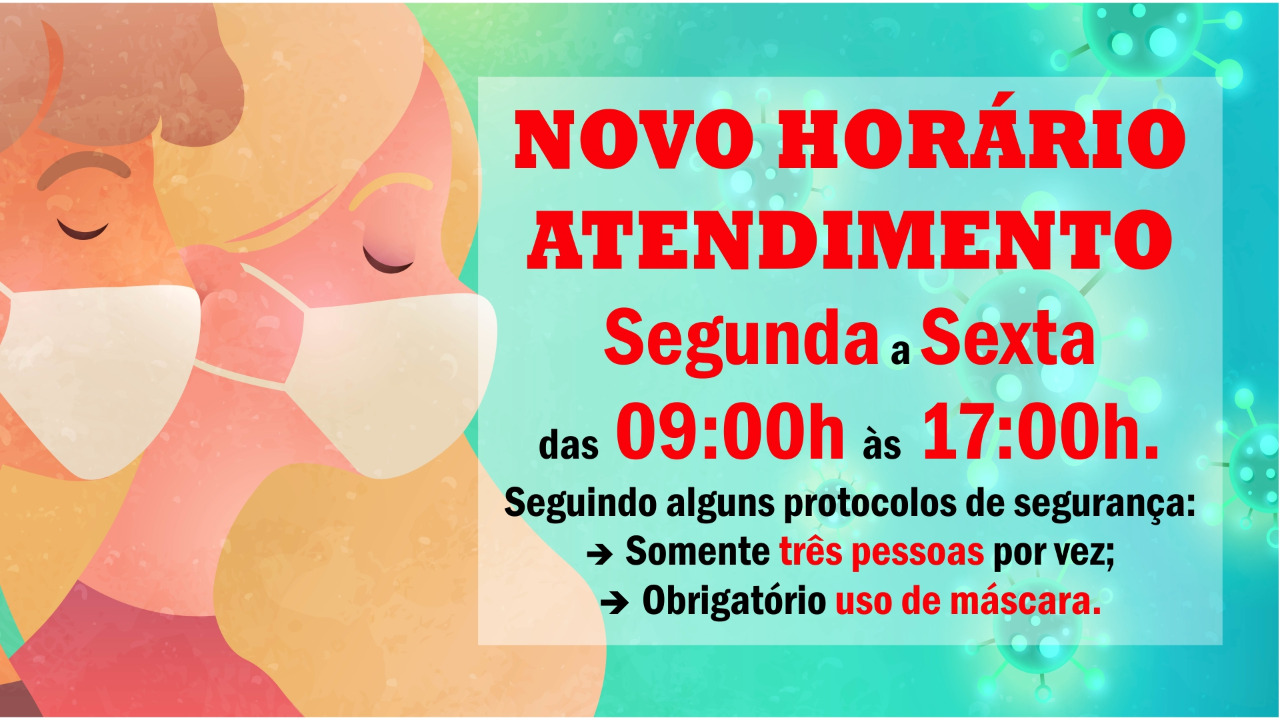 NOVO HORÁRIO
ATENDIMENTO
Segunda a Sexta
das 09:00h às 17:00h.
Seguindo alguns protocolos de segurança:
➔ Somente três pessoas por vez;
➔ Obrigatório uso de máscara.